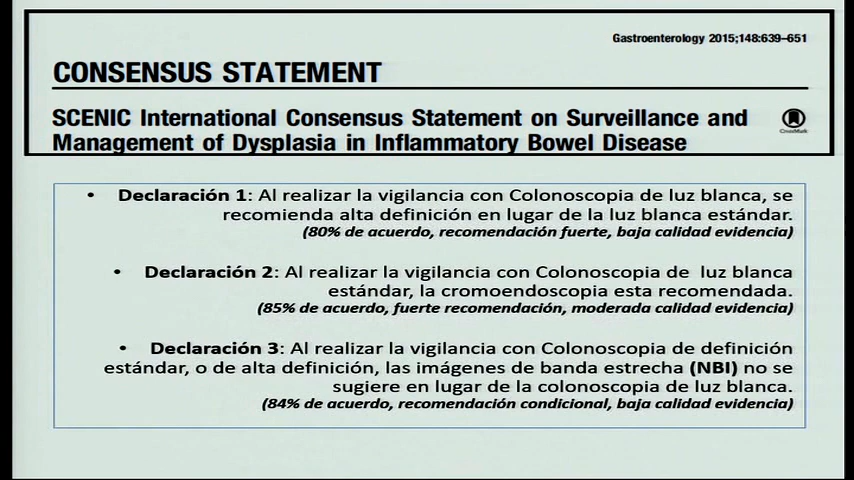 Gastroenterology 2015;148:639–651
CONSENSUS STATEMENT
SCENIC International Consensus Statement on Surveillance and
Management of Dysplasia in Inflammatory Bowel Disease
CrossMark
• Declaración 1: Al realizar la vigilancia con Colonoscopia de luz blanca, se
recomienda alta definición en lugar de la luz blanca estándar.
(80% de acuerdo, recomendación fuerte, baja calidad evidencia)
• Declaración 2: Al realizar la vigilancia con Colonoscopia de luz blanca
estándar, la cromoendoscopia esta recomendada.
(85% de acuerdo, fuerte recomendación, moderada calidad evidencia)
• Declaración 3: Al realizar la vigilancia con Colonoscopia de definición
estándar, o de alta definición, las imágenes de banda estrecha (NBI) no se
sugiere en lugar de la colonoscopia de luz blanca.
(84% de acuerdo, recomendación condicional, baja calidad evidencia)